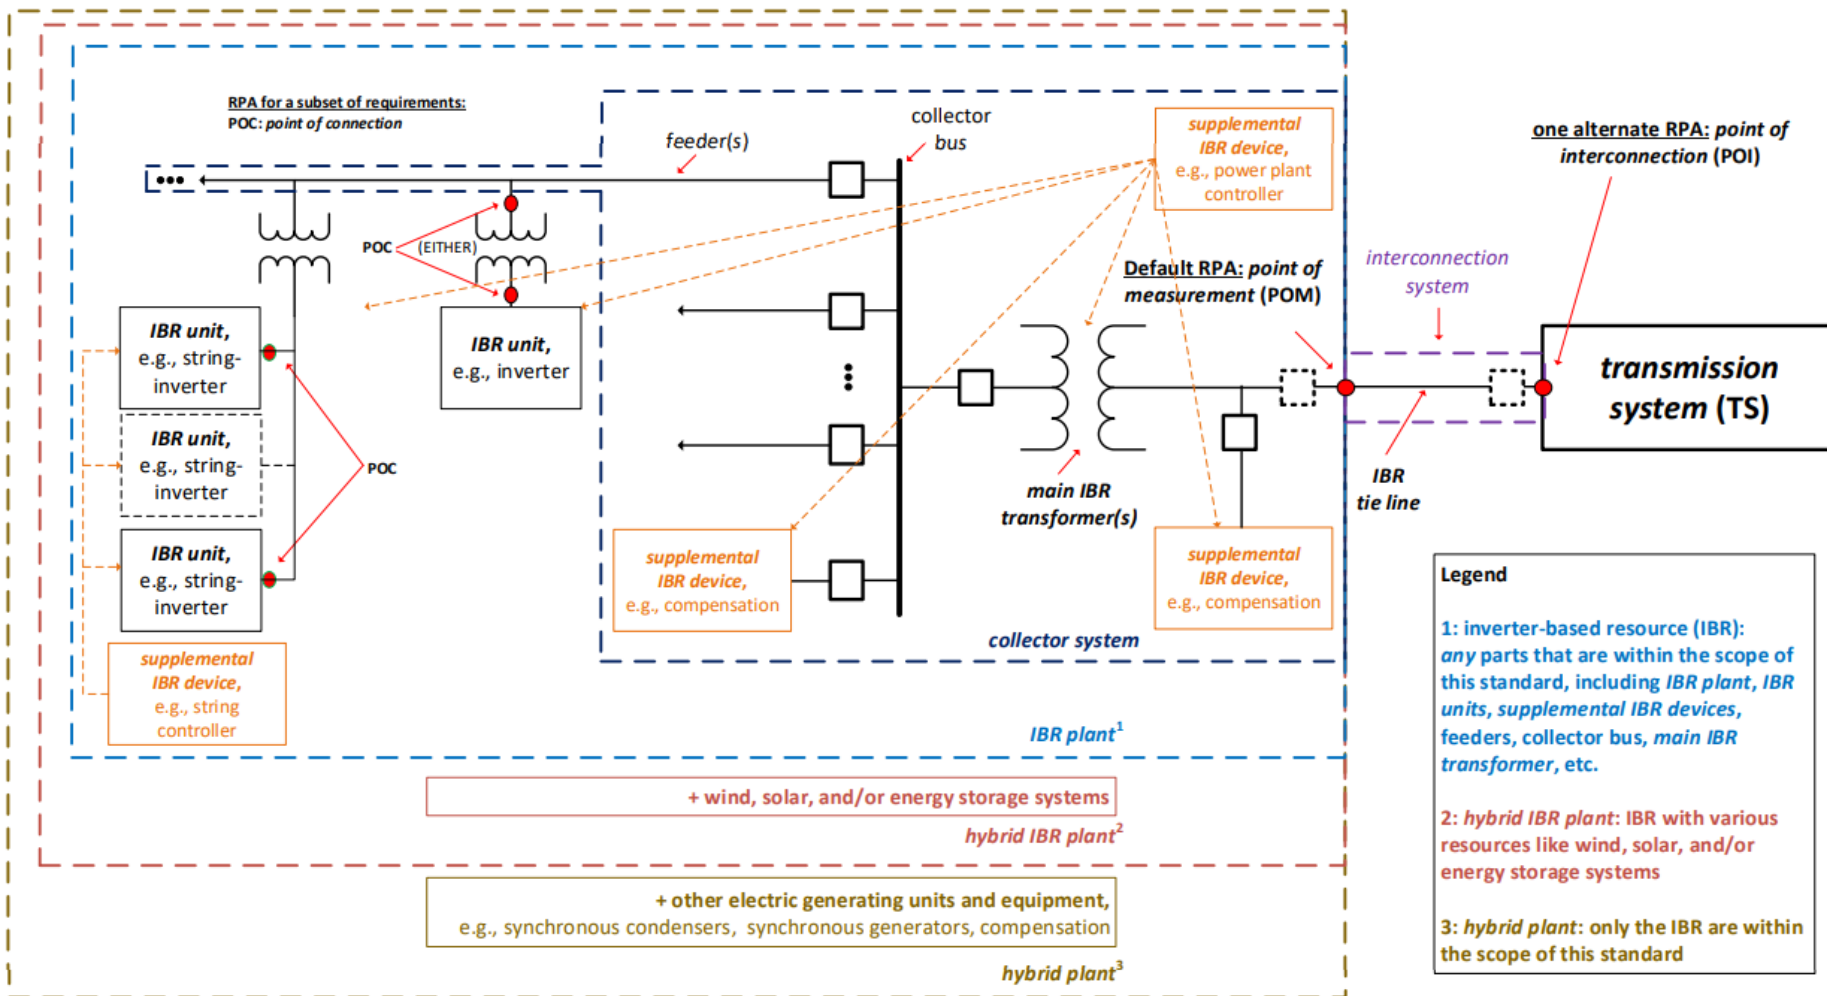 RPA for a subset of requirements:
POC: point of connection
feeder(s)
collector
bus
supplemental
IBR device,
e.g., power plant
controller
one alternate RPA: point of
interconnection (POI)
POC
(EITHER)
Default RPA: point of
measurement (POM)
interconnection
system
IBR unit,
e.g., string-
inverter
IBR unit,
e.g., inverter
transmission
system (TS)
IBR unit,
e.g., string-
inverter
POC
main IBR
transformer(s)
IBR
tie line
IBR unit,
e.g., string-
inverter
supplemental
IBR device,
e.g., compensation
supplemental
IBR device,
e.g., compensation
collector system
supplemental
IBR device,
e.g., string
controller
IBR plant1
+ wind, solar, and/or energy storage systems
hybrid IBR plant2
+ other electric generating units and equipment,
e.g., synchronous condensers, synchronous generators, compensation
hybrid plant3
Legend
1: inverter-based resource (IBR):
any parts that are within the scope of
this standard, including IBR plant, IBR
units, supplemental IBR devices,
feeders, collector bus, main IBR
transformer, etc.
2: hybrid IBR plant: IBR with various
resources like wind, solar, and/or
energy storage systems
3: hybrid plant: only the IBR are within
the scope of this standard